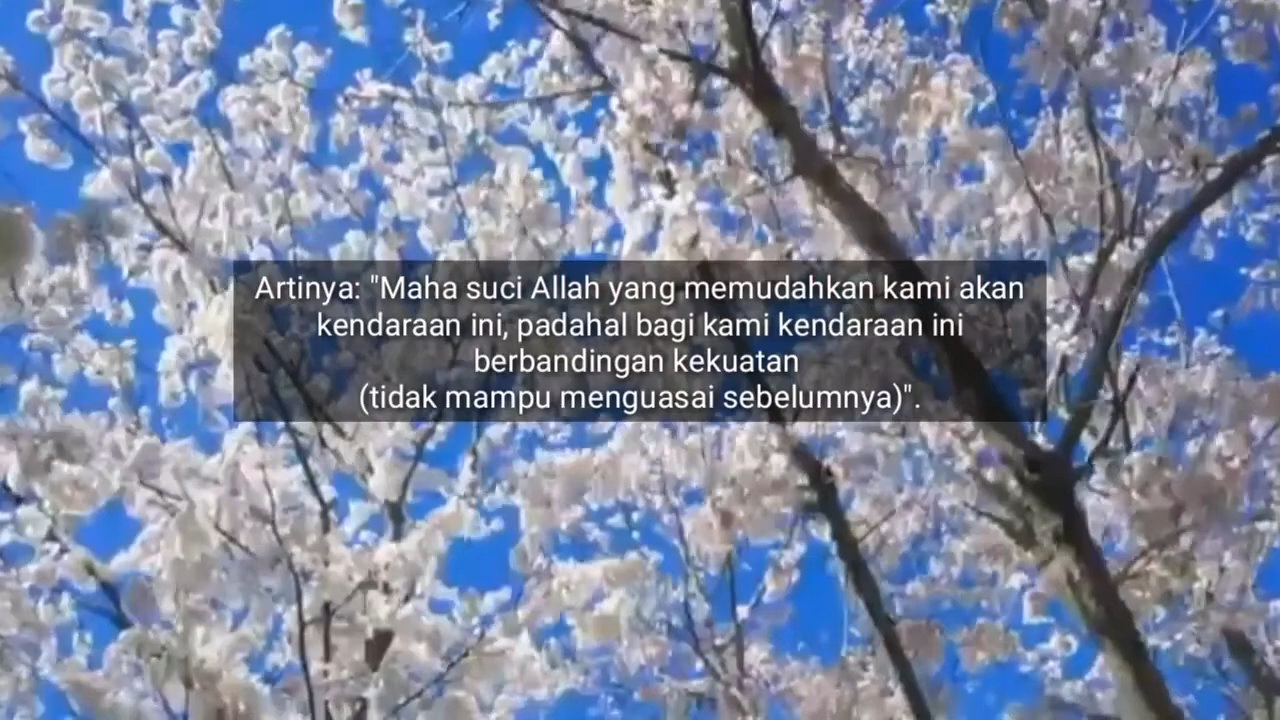 Artinya: "Maha suci Allah yang memudahkan kami akan
kendaraan ini, padahal bagi kami kendaraan ini
berbandingan kekuatan
(tidak mampu menguasai sebelumnya)".